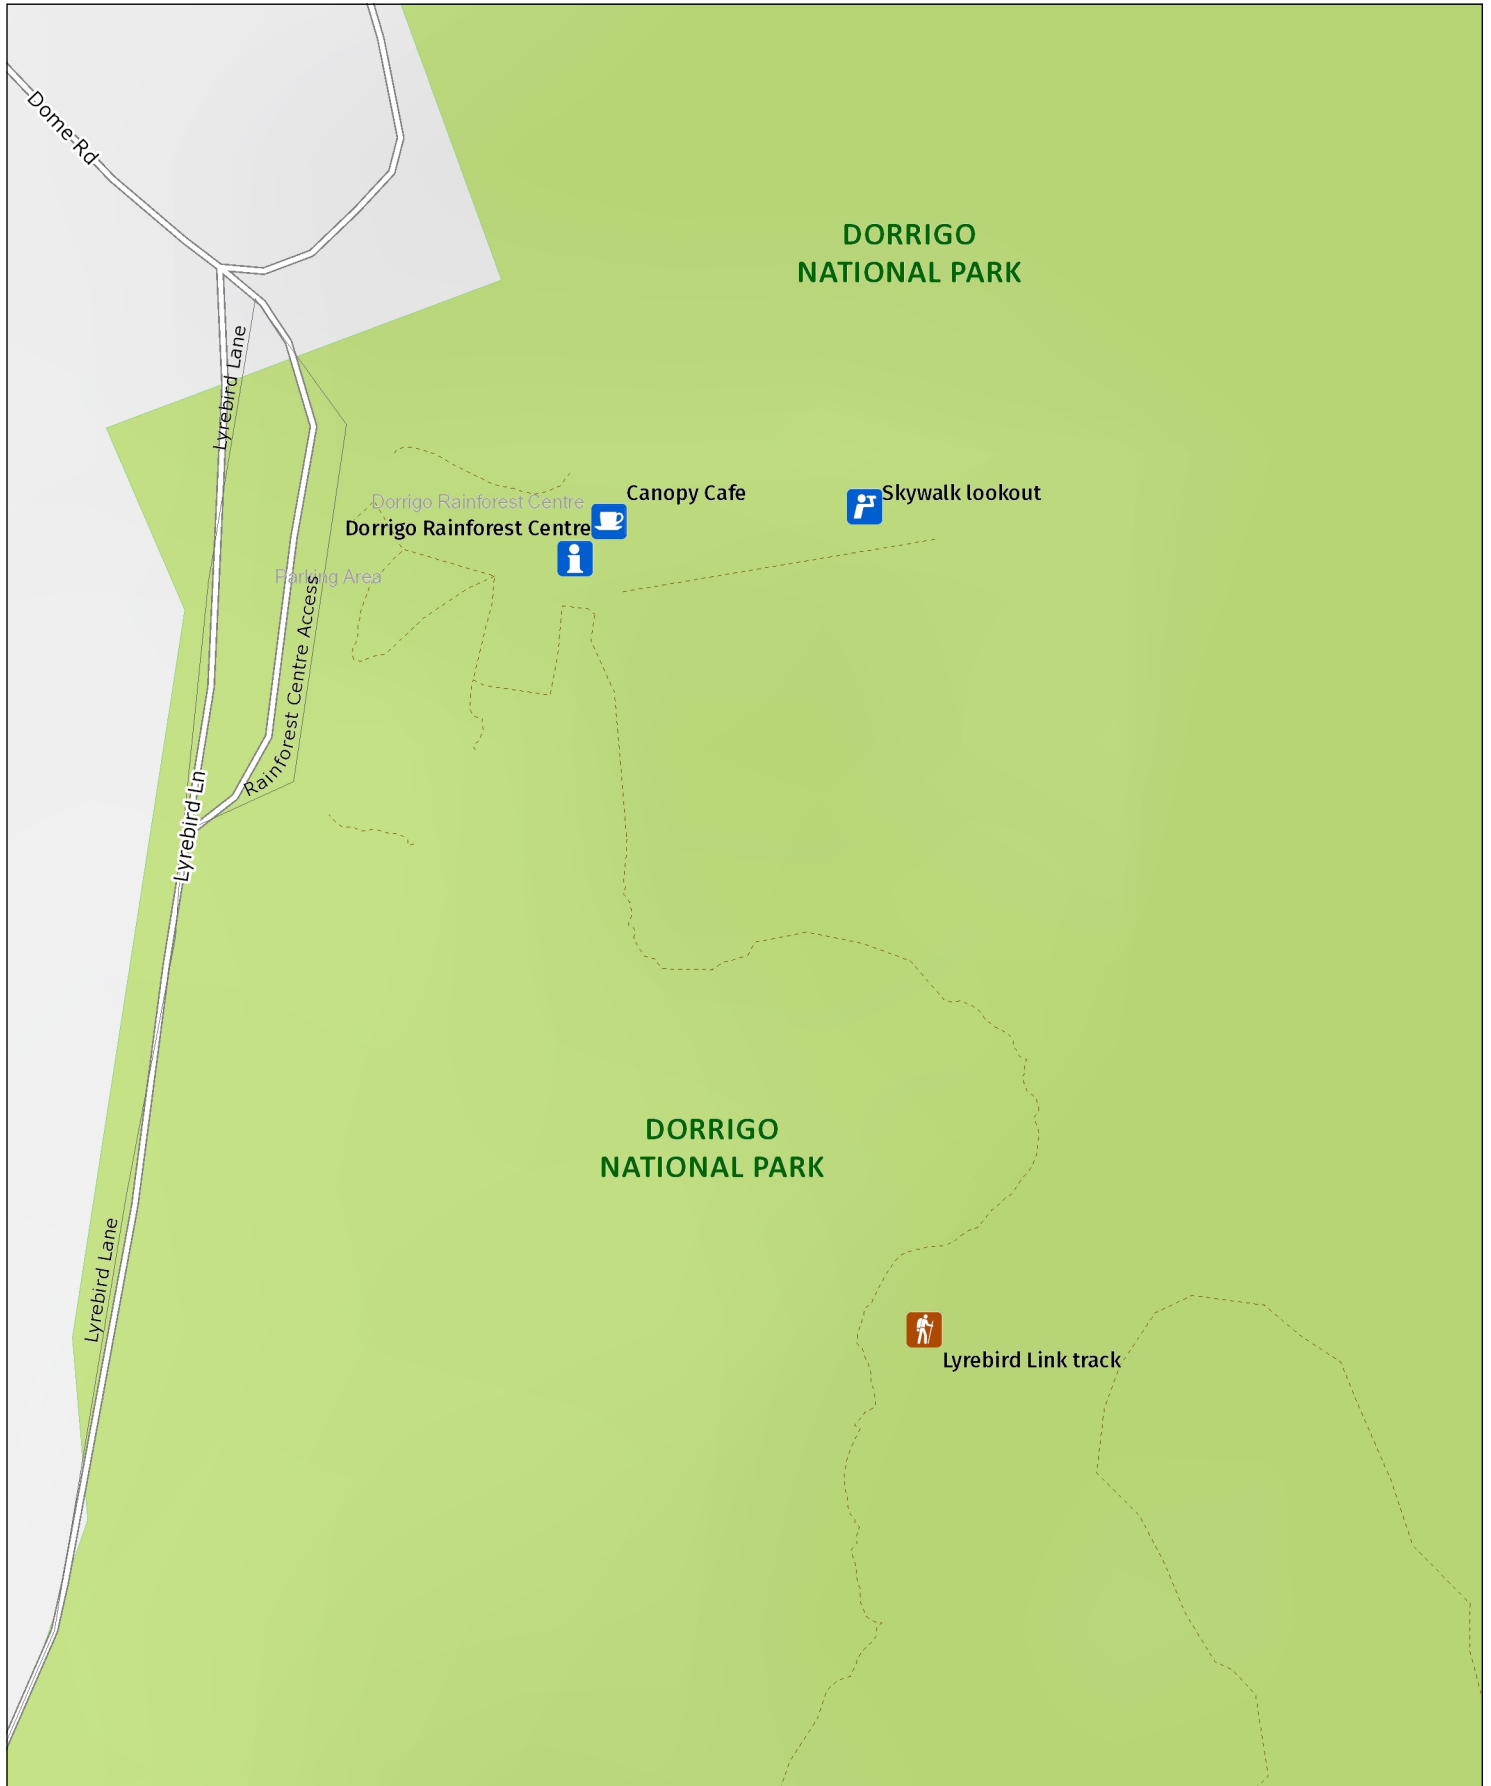 Dome Rd
DORRIGO
NATIONAL PARK
Lyrebird Lane
Canopy Cafe
Skywalk lookout
Dorrigo Rainforest Centre
Dorrigo Rainforest Centre
Parking Area
Rainforest Centre Access
Lyrebird Ln
DORRIGO
NATIONAL PARK
Lyrebird Lane
Lyrebird Link track